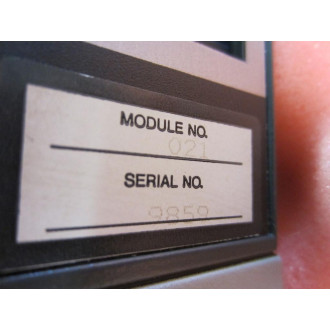 MODULE NO.
021
SERIAL NO.
9859